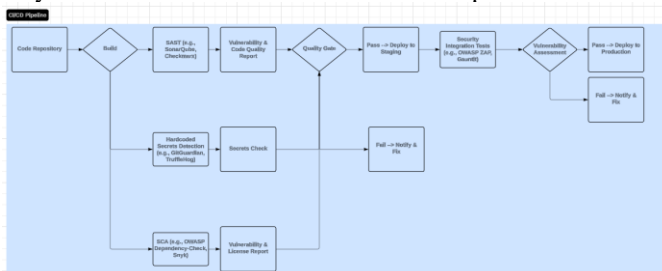 CI/CD Pipeline
Code Repository
Build
SAST (e.g.,
SonarQube,
Checkmarx)
Vulnerability &
Code Quality
Report
Quality Gate
Pass --> Deploy to
Staging
Security
Integration Tests
(e.g., OWASP ZAP,
Gauntlt)
Vulnerability
Assessment
Pass --> Deploy to
Production
Fail --> Notify &
Fix
Hardcoded
Secrets Detection
(e.g., GitGuardian,
TruffleHog)
Secrets Check
Fail --> Notify &
Fix
SCA (e.g., OWASP
Dependency-Check,
Snyk)
Vulnerability &
License Report